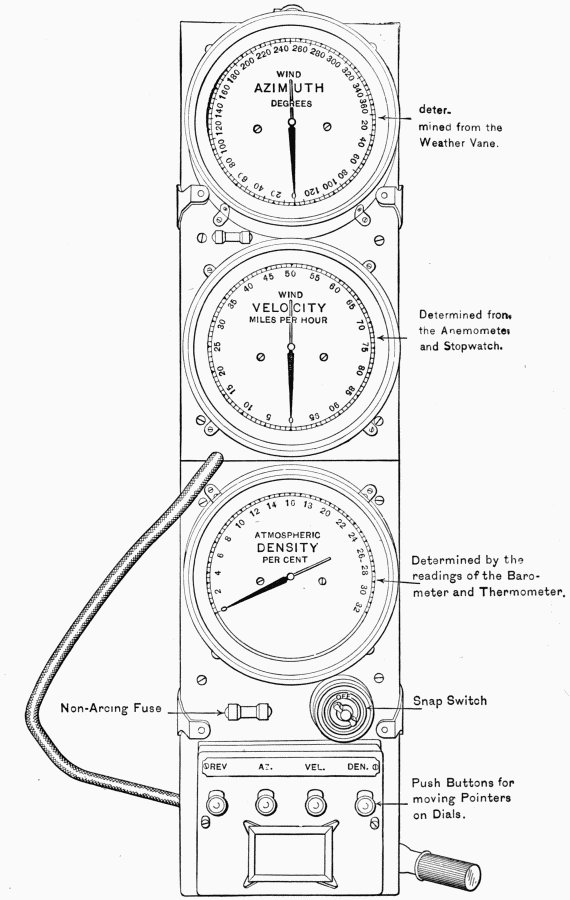 20 40 60 80 100 120 140 160 180 200 220 240 260 280 300 320 340 360 20 40 60 80 100 120
WIND
AZIMUTH
DEGREES
deter-
mined from the
Weather Vane.
5 10 15 20 25 30 35 40 45 50 55 60 65 70 75 80 85 90 95
WIND
VELOCITY
MILES PER HOUR
Determined from
the Anemometer
and Stopwatch.
2 4 6 8 10 12 14 16 18 20 22 24 26 28 30 32
ATMOSPHERIC
DENSITY
PER CENT
Determined by the
readings of the Baro-
meter and Thermometer.
Non-Arcing Fuse
OFF
Snap Switch
REV AZ. VEL. DEN.
Push Buttons for
moving Pointers
on Dials.